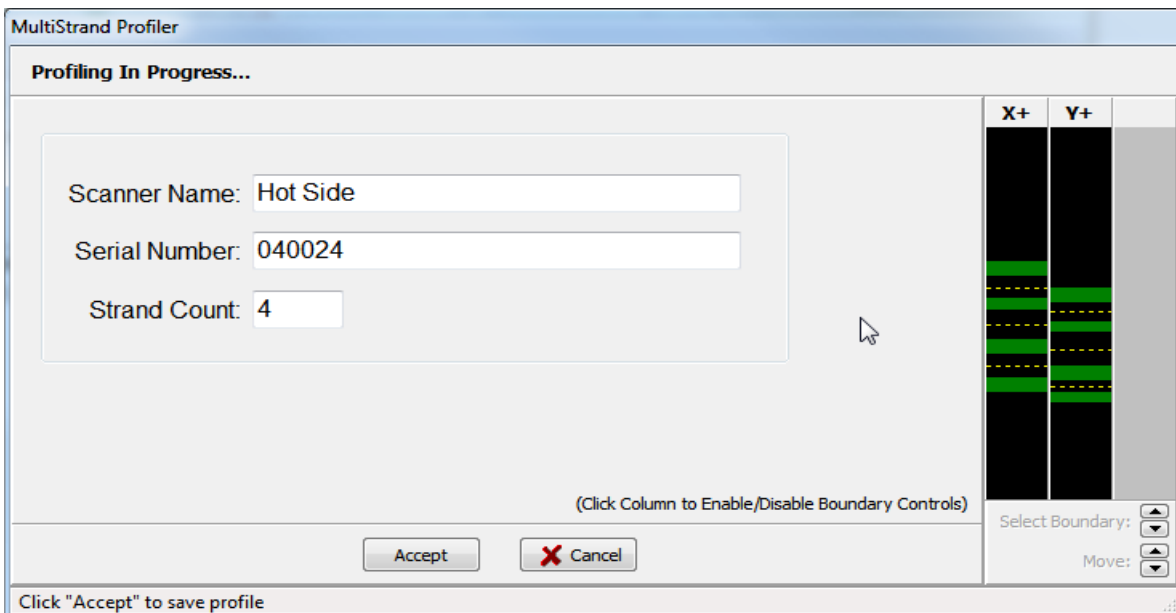 MultiStrand Profiler
Profiling In Progress...
X+ Y+
Scanner Name: Hot Side
Serial Number: 040024
Strand Count: 4
(Click Column to Enable/Disable Boundary Controls)
Select Boundary:
Move:
Accept Cancel
Click "Accept" to save profile